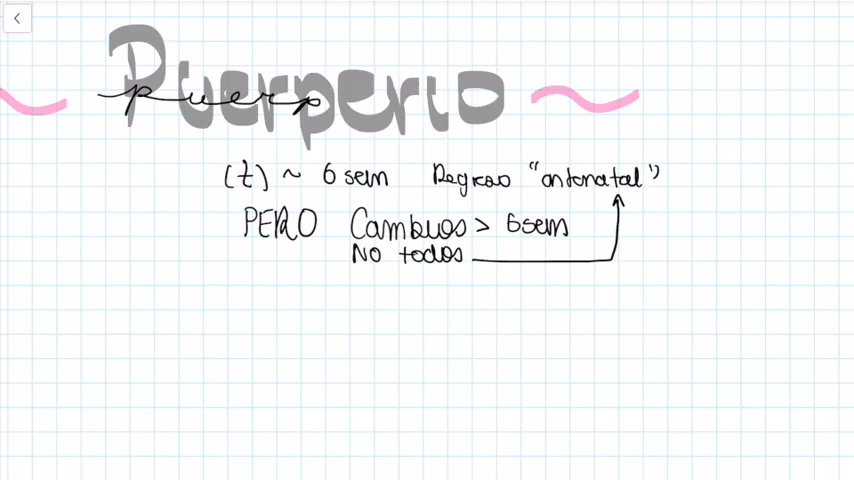 Puerperio
puerp
(t) ~ 6 sem Regreso "antenatal"
PERO Cambios > 6sem
No todos